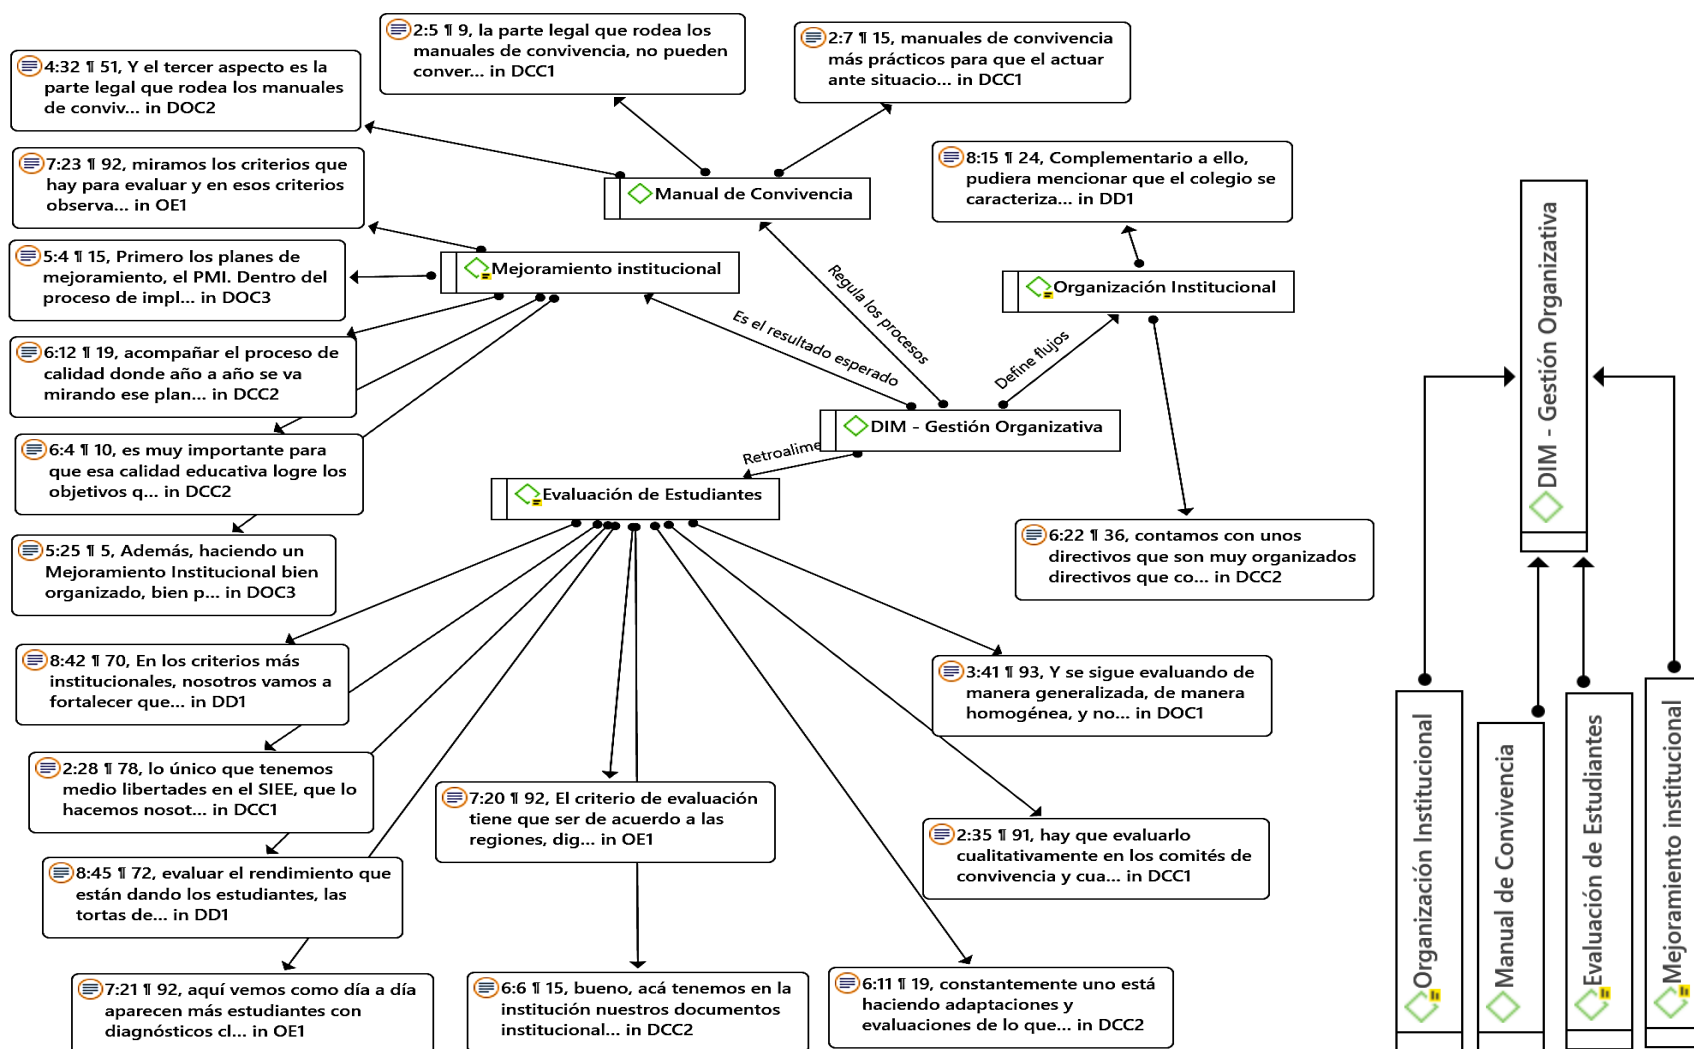 2:5 ¶ 9, la parte legal que rodea los
manuales de convivencia, no pueden
conver... in DCC1
2:7 ¶ 15, manuales de convivencia
más prácticos para que el actuar
ante situacio... in DCC1
4:32 ¶ 51, Y el tercer aspecto es la
parte legal que rodea los manuales
de conviv... in DOC2
7:23 ¶ 92, miramos los criterios que
hay para evaluar y en esos criterios
observa... in OE1
8:15 ¶ 24, Complementario a ello,
pudiera mencionar que el colegio se
caracteriza... in DD1
Manual de Convivencia
5:4 ¶ 15, Primero los planes de
mejoramiento, el PMI. Dentro del
proceso de impl... in DOC3
Mejoramiento institucional
Organización Institucional
Regula los procesos
Es el resultado esperado
Define flujos
6:12 ¶ 19, acompañar el proceso de
calidad donde año a año se va
mirando ese plan... in DCC2
DIM - Gestión Organizativa
Retroalime
6:4 ¶ 10, es muy importante para
que esa calidad educativa logre los
objetivos q... in DCC2
Evaluación de Estudiantes
5:25 ¶ 5, Además, haciendo un
Mejoramiento Institucional bien
organizado, bien p... in DOC3
6:22 ¶ 36, contamos con unos
directivos que son muy organizados
directivos que co... in DCC2
8:42 ¶ 70, En los criterios más
institucionales, nosotros vamos a
fortalecer que... in DD1
3:41 ¶ 93, Y se sigue evaluando de
manera generalizada, de manera
homogénea, y no... in DOC1
2:28 ¶ 78, lo único que tenemos
medio libertades en el SIEE, que lo
hacemos nosot... in DCC1
7:20 ¶ 92, El criterio de evaluación
tiene que ser de acuerdo a las
regiones, dig... in OE1
2:35 ¶ 91, hay que evaluarlo
cualitativamente en los comités de
convivencia y cua... in DCC1
8:45 ¶ 72, evaluar el rendimiento que
están dando los estudiantes, las
tortas de... in DD1
7:21 ¶ 92, aquí vemos como día a día
aparecen más estudiantes con
diagnósticos cl... in OE1
6:6 ¶ 15, bueno, acá tenemos en la
institución nuestros documentos
institucional... in DCC2
6:11 ¶ 19, constantemente uno está
haciendo adaptaciones y
evaluaciones de lo que... in DCC2
DIM - Gestión Organizativa
Organización Institucional
Manual de Convivencia
Evaluación de Estudiantes
Mejoramiento institucional